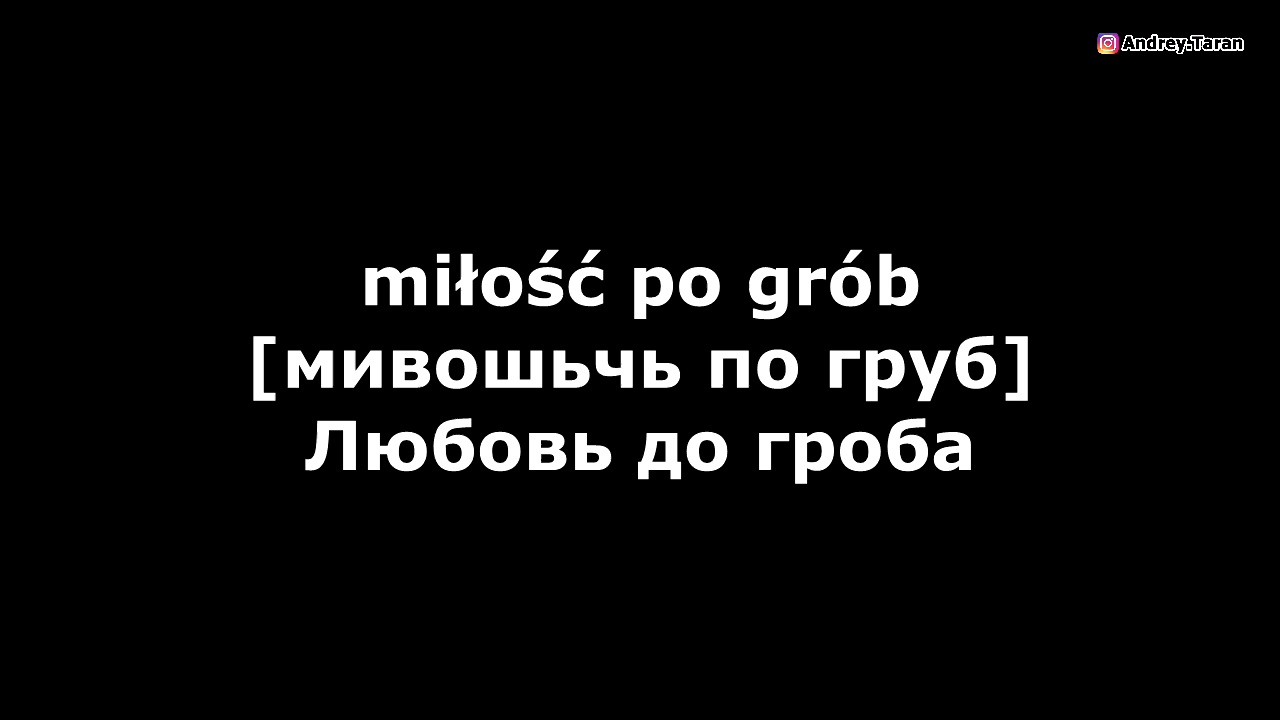 Andrey.Taran
miłość po grób
[мивошьчь по груб]
Любовь до гроба